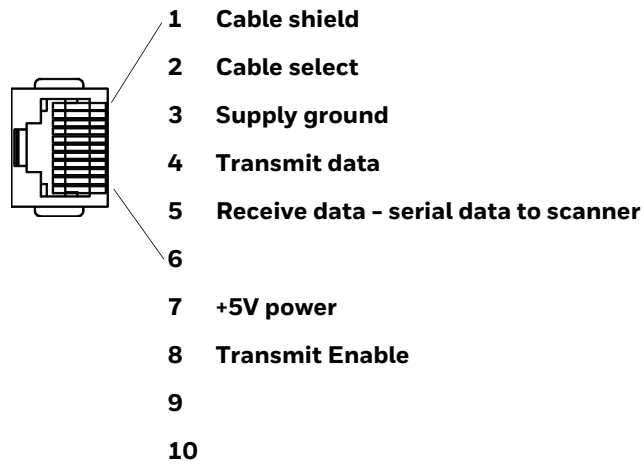 1 Cable shield
2 Cable select
3 Supply ground
4 Transmit data
5 Receive data - serial data to scanner
6
7 +5V power
8 Transmit Enable
9
10